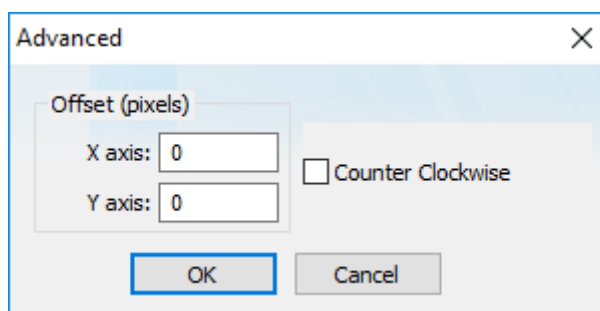 Advanced
Offset (pixels)
X axis: 0
Y axis: 0
Counter Clockwise
OK Cancel